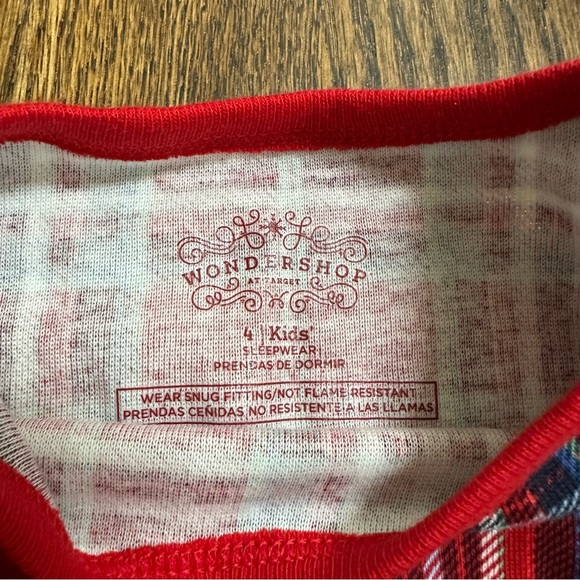 WONDERSHOP
AT TARGET
4 | Kids'
SLEEPWEAR
PRENDAS DE DORMIR
WEAR SNUG FITTING/NOT FLAME RESISTANT
PRENDAS CEÑIDAS NO RESISTENTE A LAS LLAMAS